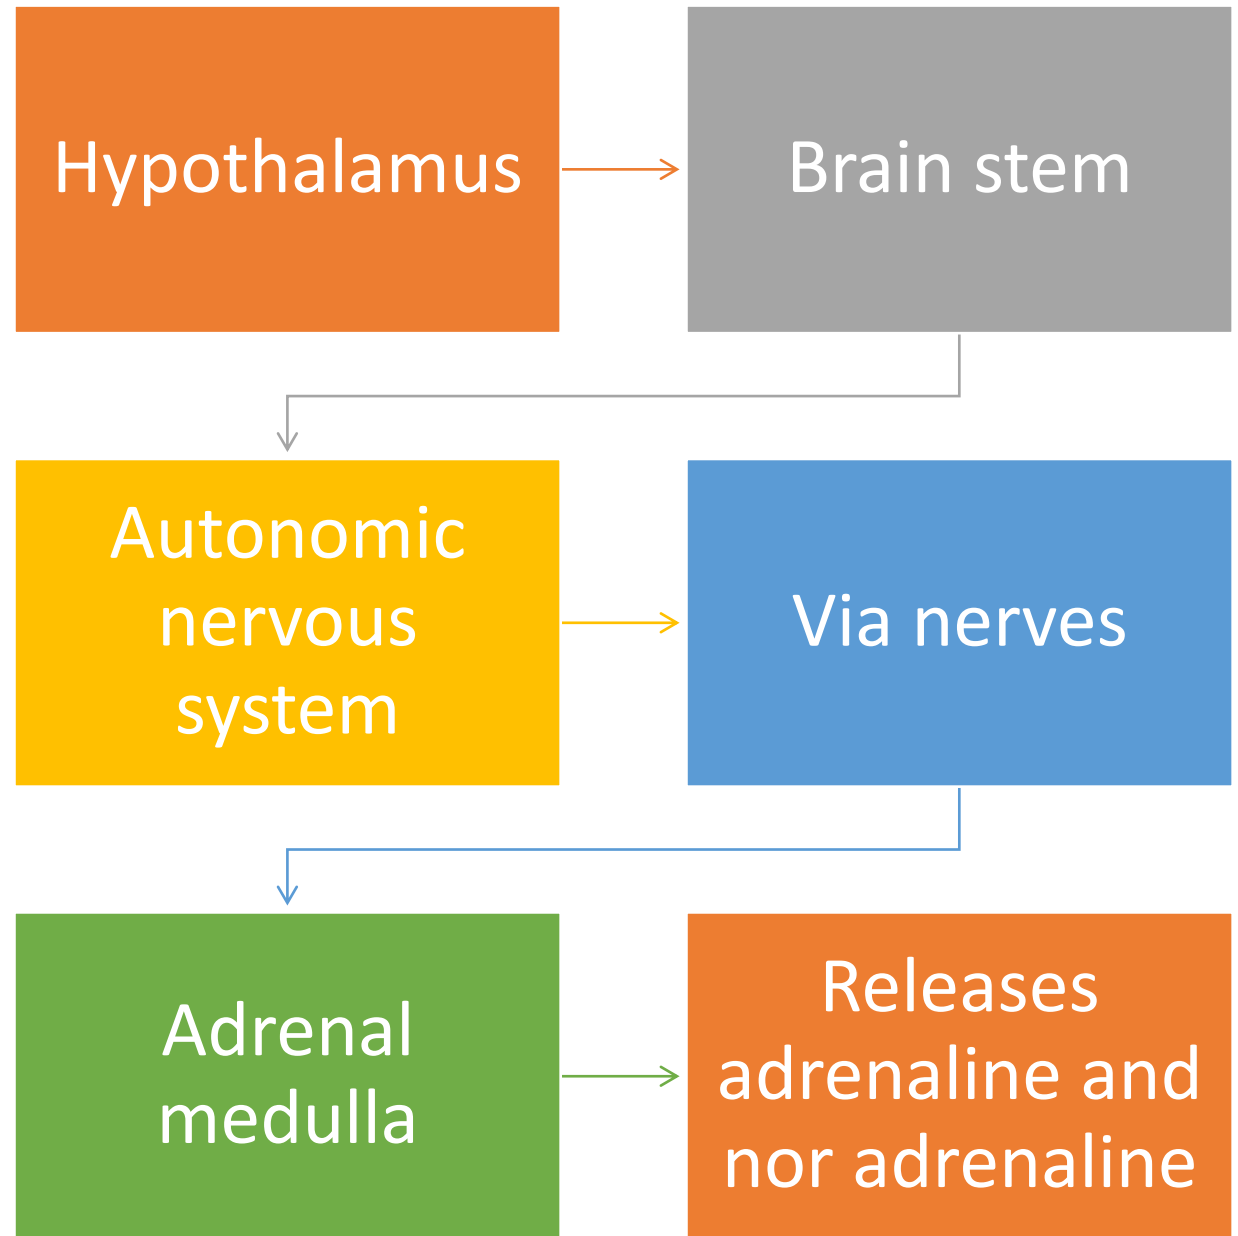 Hypothalamus
Brain stem
Autonomic
nervous
system
Via nerves
Adrenal
medulla
Releases
adrenaline and
nor adrenaline